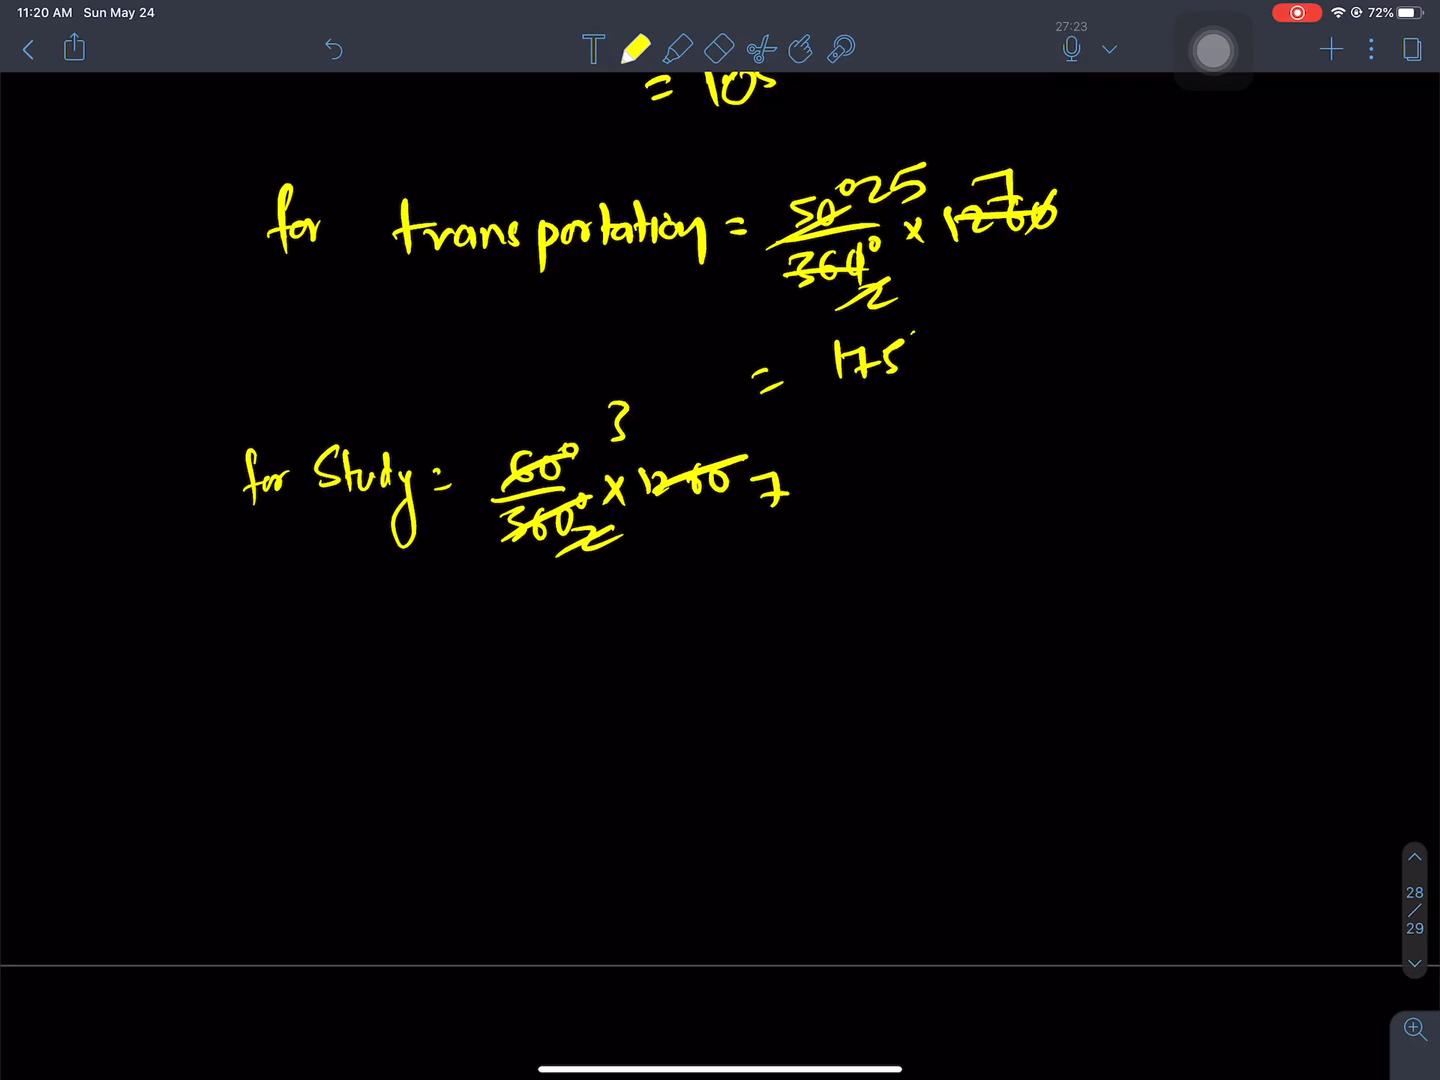 11:20 AM Sun May 24
72%
27:23
T
= 105
for transportation = 50° 25 / 360° 2 × 1260 7
= 175
for Study = 60° 3 / 360° 2 × 1260 7
28
/
29